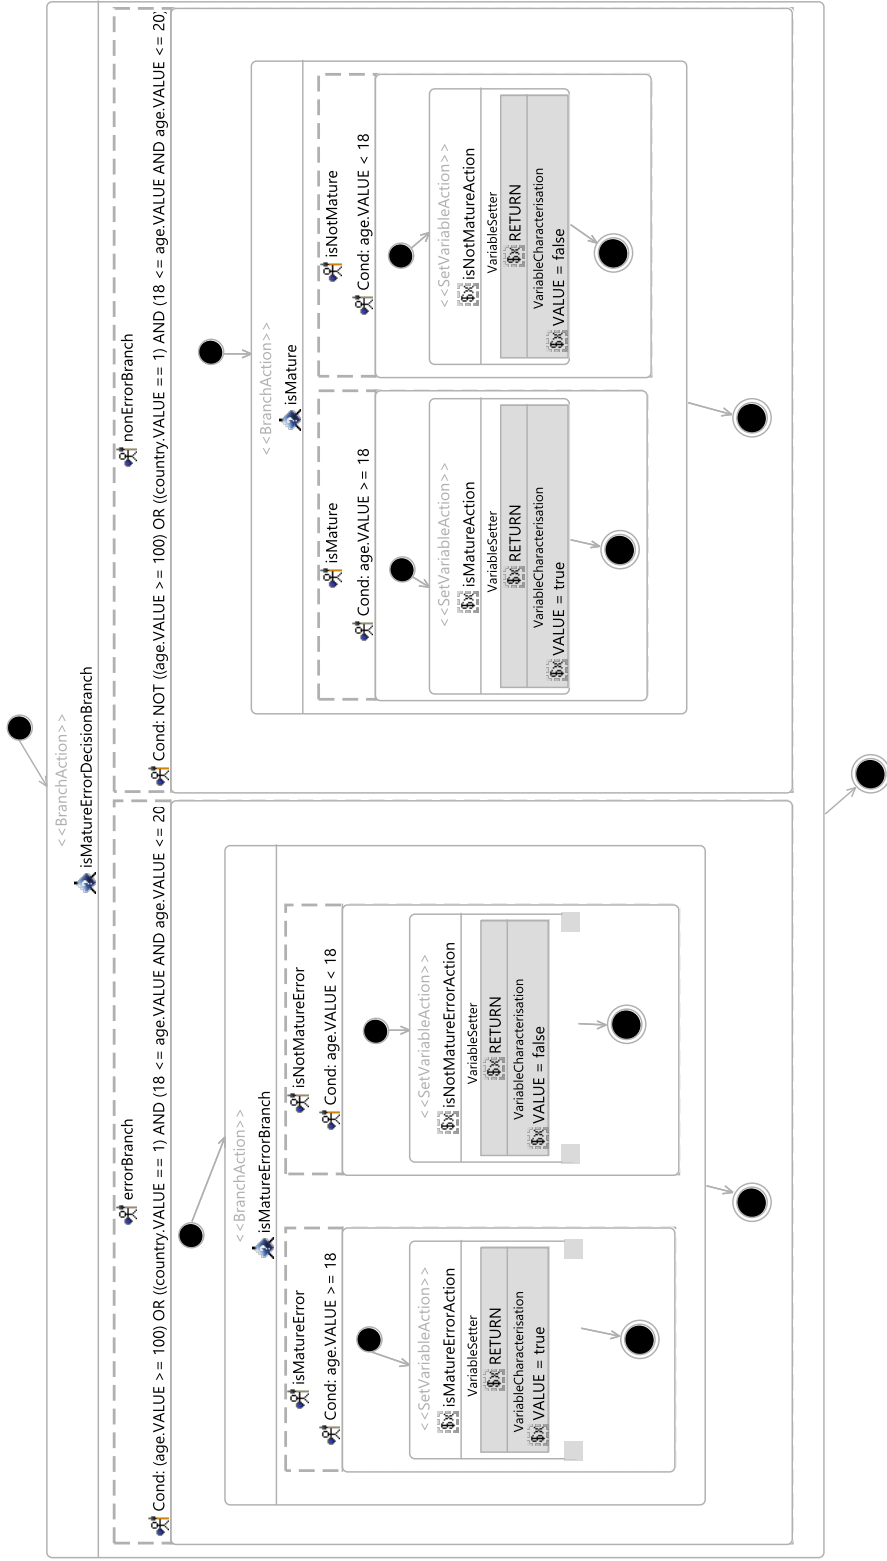 <<BranchAction>>
isMatureErrorDecisionBranch
errorBranch
Cond: (age.VALUE >= 100) OR ((country.VALUE == 1) AND (18 <= age.VALUE AND age.VALUE <= 20
<<BranchAction>>
isMatureErrorBranch
isMatureError
Cond: age.VALUE >= 18
<<SetVariableAction>>
$x isMatureErrorAction
VariableSetter
$x RETURN
VariableCharacterisation
$x VALUE = true
isNotMatureError
Cond: age.VALUE < 18
<<SetVariableAction>>
$x isNotMatureErrorAction
VariableSetter
$x RETURN
VariableCharacterisation
$x VALUE = false
nonErrorBranch
Cond: NOT ((age.VALUE >= 100) OR ((country.VALUE == 1) AND (18 <= age.VALUE AND age.VALUE <= 20)
<<BranchAction>>
isMature
isMature
Cond: age.VALUE >= 18
<<SetVariableAction>>
$x isMatureAction
VariableSetter
$x RETURN
VariableCharacterisation
$x VALUE = true
isNotMature
Cond: age.VALUE < 18
<<SetVariableAction>>
$x isNotMatureAction
VariableSetter
$x RETURN
VariableCharacterisation
$x VALUE = false